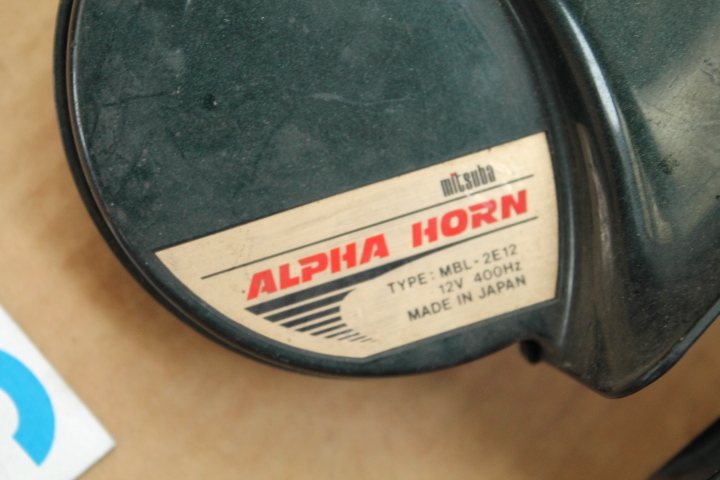 mitsuba
ALPHA HORN
TYPE: MBL-2E12
12V 400Hz
MADE IN JAPAN